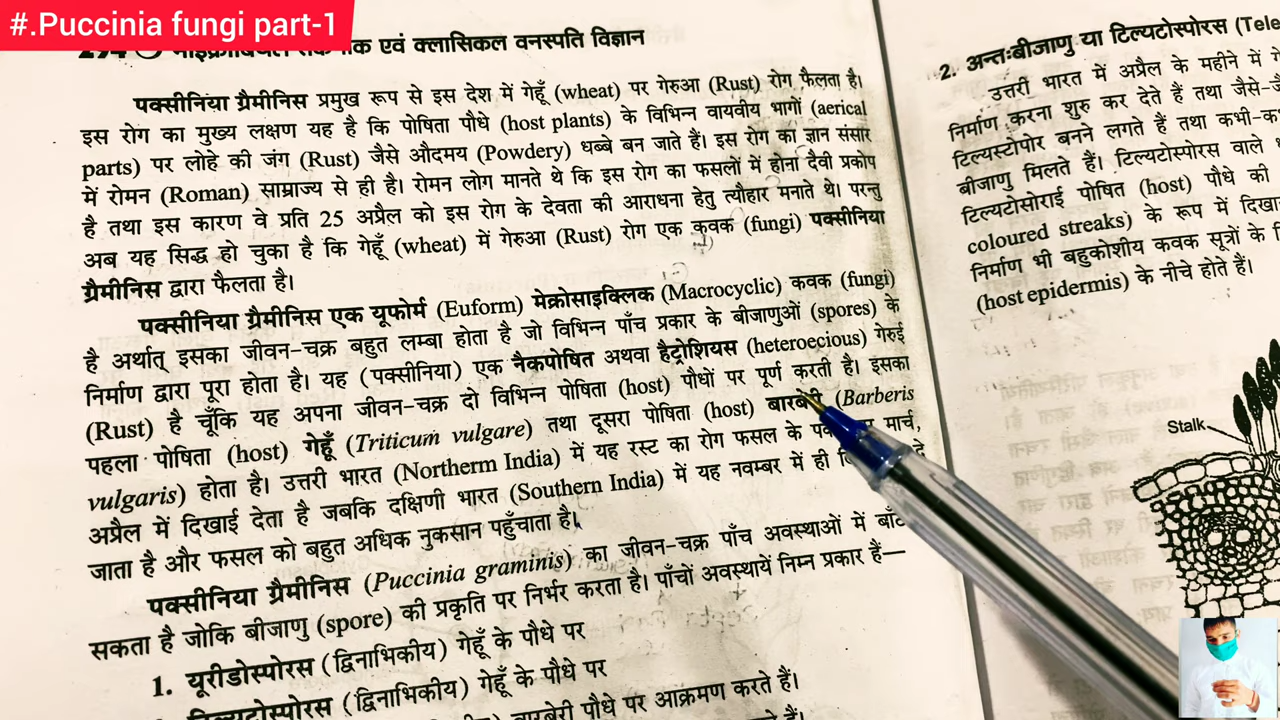 #.Puccinia fungi part-1
294 एवं क्लासिकल वनस्पति विज्ञान
पक्सीनिया ग्रैमीनिस प्रमुख रूप से इस देश में गेहूँ (wheat) पर गेरुआ (Rust) रोग फैलता है।
इस रोग का मुख्य लक्षण यह है कि पोषिता पौधे (host plants) के विभिन्न वायवीय भागों (aerical
parts) पर लोहे की जंग (Rust) जैसे औदमय (Powdery) धब्बे बन जाते हैं। इस रोग का ज्ञान संसार
में रोमन (Roman) साम्राज्य से ही है। रोमन लोग मानते थे कि इस रोग का फसलों में होना दैवी प्रकोप
है तथा इस कारण वे प्रति 25 अप्रैल को इस रोग के देवता की आराधना हेतु त्यौहार मनाते थे। परन्तु
अब यह सिद्ध हो चुका है कि गेहूँ (wheat) में गेरुआ (Rust) रोग एक कवक (fungi) पक्सीनिया
ग्रैमीनिस द्वारा फैलता है।
पक्सीनिया ग्रैमीनिस एक यूफोर्म (Euform) मेक्रोसाइक्लिक (Macrocyclic) कवक (fungi)
है अर्थात् इसका जीवन-चक्र बहुत लम्बा होता है जो विभिन्न पाँच प्रकार के बीजाणुओं (spores) के
निर्माण द्वारा पूरा होता है। यह (पक्सीनिया) एक नैकपोषित अथवा हैट्रोशियस (heteroecious) गेरुई
(Rust) है चूँकि यह अपना जीवन-चक्र दो विभिन्न पोषिता (host) पौधों पर पूर्ण करती है। इसका
पहला पोषिता (host) गेहूँ (Triticum vulgare) तथा दूसरा पोषिता (host) बारबेरी (Barberis
vulgaris) होता है। उत्तरी भारत (Northerm India) में यह रस्ट का रोग फसल के मार्च,
अप्रैल में दिखाई देता है जबकि दक्षिणी भारत (Southern India) में यह नवम्बर में ही
जाता है और फसल को बहुत अधिक नुकसान पहुँचाता है।
पक्सीनिया ग्रैमीनिस (Puccinia graminis) का जीवन-चक्र पाँच अवस्थाओं में
सकता है जोकि बीजाणु (spore) की प्रकृति पर निर्भर करता है। पाँचों अवस्थायें निम्न प्रकार हैं—
1. यूरीडोस्पोरस (द्विनाभिकीय) गेहूँ के पौधे पर
टिल्यूटोस्पोरस (द्विनाभिकीय) गेहूँ के पौधे पर
बारबेरी पौधे पर आक्रमण करते हैं।
2. अन्तःबीजाणु या टिल्यटोस्पोरस (Tele
उत्तरी भारत में अप्रैल के महीने में
निर्माण करना शुरु कर देते हैं तथा जैसे-
टिल्यस्टोपोर बनने लगते हैं तथा कभी-
बीजाणु मिलते हैं। टिल्यटोस्पोरस वाले
टिल्यटोसोराई पोषित (host) पौधे की
coloured streaks) के रूप में
निर्माण भी बहुकोशीय कवक सूत्रों के
(host epidermis) के नीचे होते हैं।
Stalk